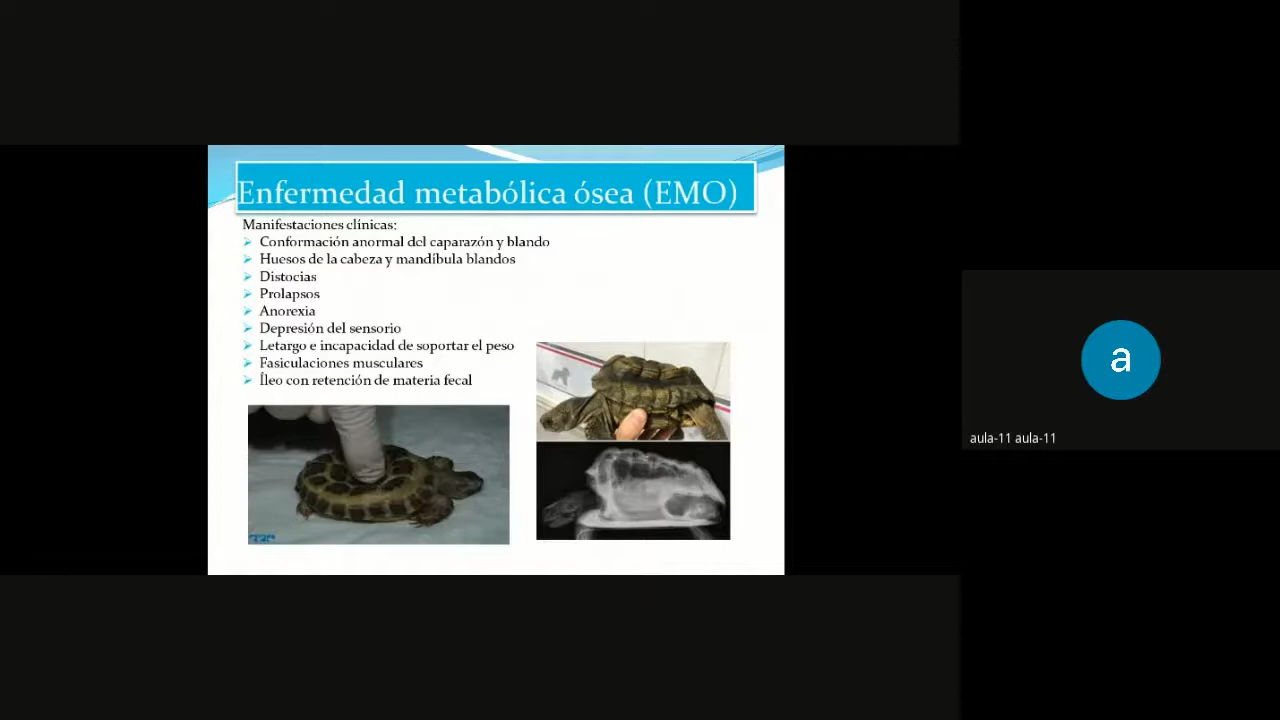 Enfermedad metabólica ósea (EMO)
Manifestaciones clínicas:
Conformación anormal del caparazón y blando
Huesos de la cabeza y mandíbula blandos
Distocias
Prolapsos
Anorexia
Depresión del sensorio
Letargo e incapacidad de soportar el peso
Fasiculaciones musculares
Íleo con retención de materia fecal
a
aula-11 aula-11